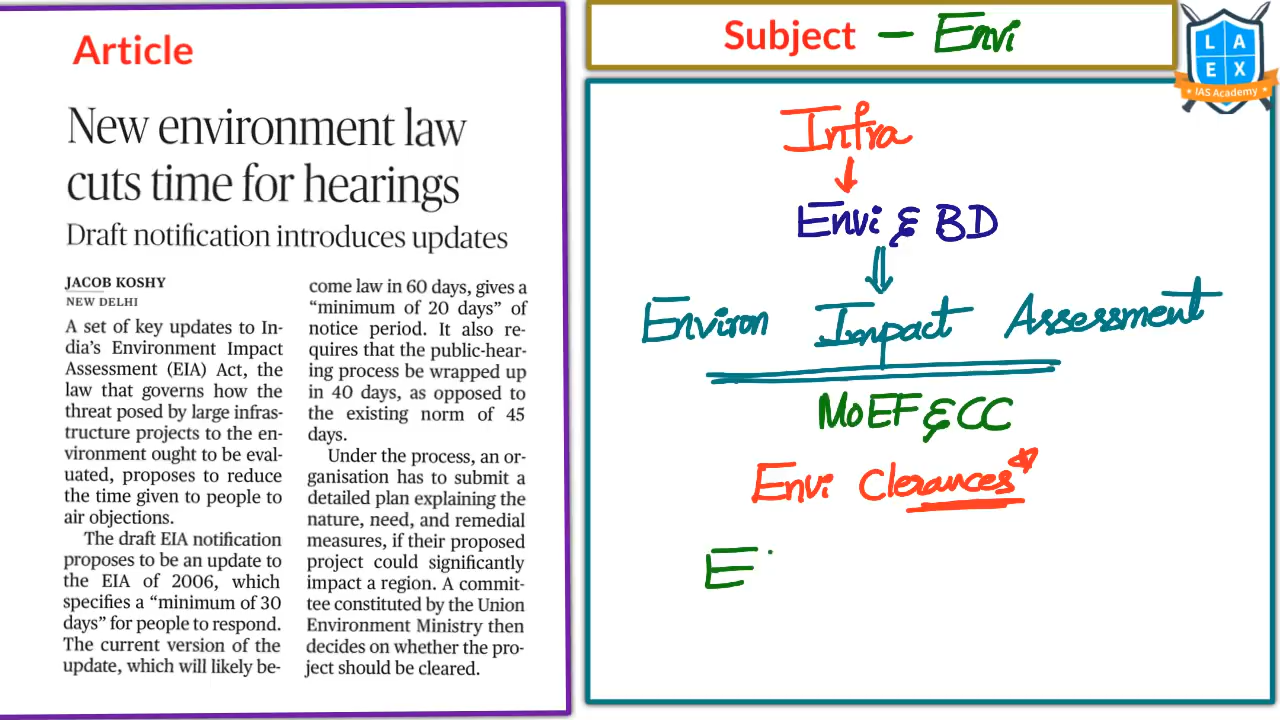 Article
New environment law
cuts time for hearings
Draft notification introduces updates
JACOB KOSHY
NEW DELHI
A set of key updates to In-
dia's Environment Impact
Assessment (EIA) Act, the
law that governs how the
threat posed by large infras-
tructure projects to the en-
vironment ought to be eval-
uated, proposes to reduce
the time given to people to
air objections.
The draft EIA notification
proposes to be an update to
the EIA of 2006, which
specifies a “minimum of 30
days” for people to respond.
The current version of the
update, which will likely be-
come law in 60 days, gives a
“minimum of 20 days” of
notice period. It also re-
quires that the public-hear-
ing process be wrapped up
in 40 days, as opposed to
the existing norm of 45
days.
Under the process, an or-
ganisation has to submit a
detailed plan explaining the
nature, need, and remedial
measures, if their proposed
project could significantly
impact a region. A commit-
tee constituted by the Union
Environment Ministry then
decides on whether the pro-
ject should be cleared.
Subject - Envi
Infra
Envi & BD
Environ Impact Assessment
MoEF & CC
Envi Clerances
E
L A
E X
IAS Academy